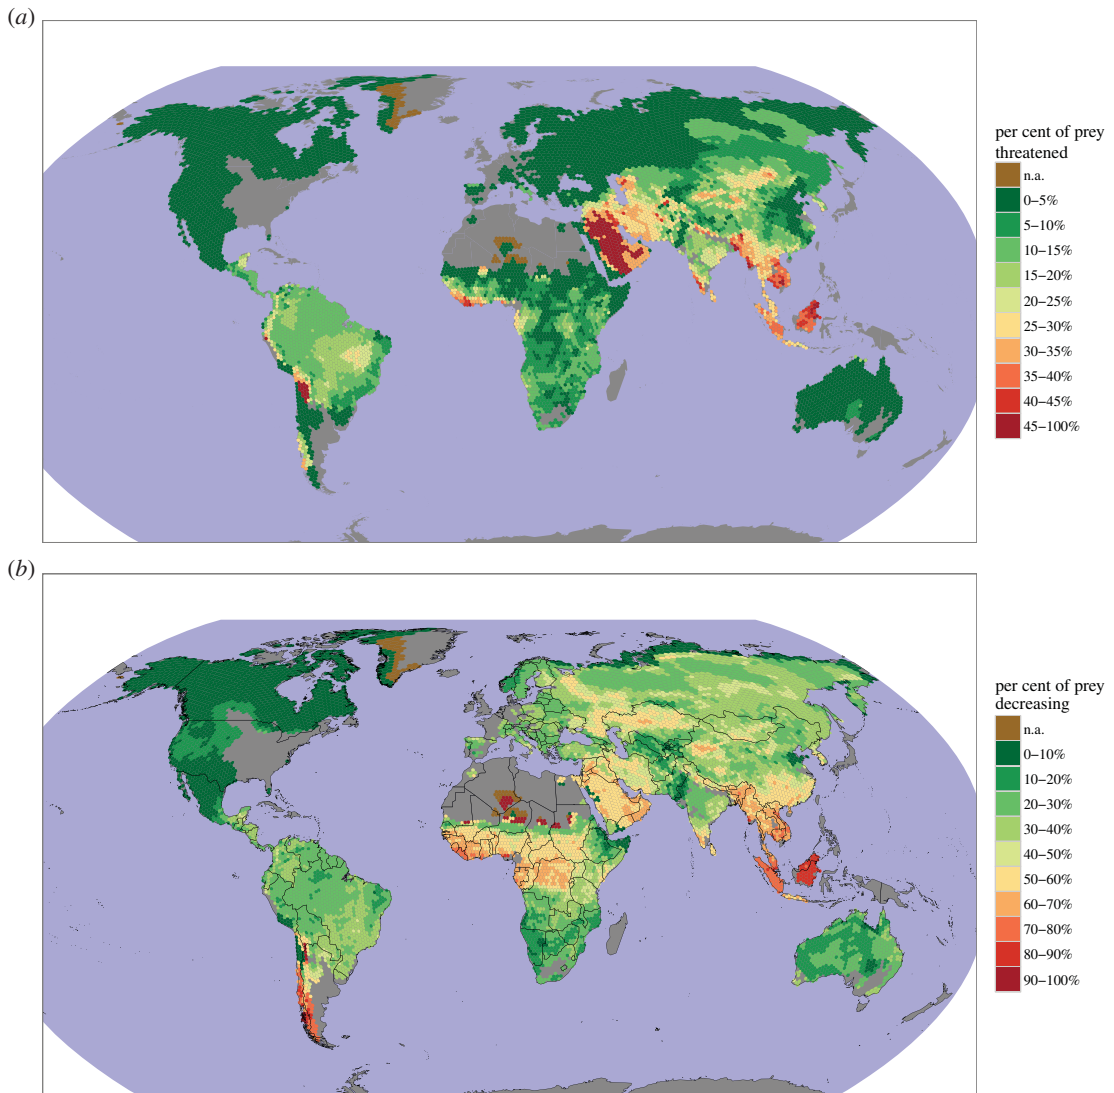 (a)
per cent of prey
threatened
n.a.
0–5%
5–10%
10–15%
15–20%
20–25%
25–30%
30–35%
35–40%
40–45%
45–100%
(b)
per cent of prey
decreasing
n.a.
0–10%
10–20%
20–30%
30–40%
40–50%
50–60%
60–70%
70–80%
80–90%
90–100%